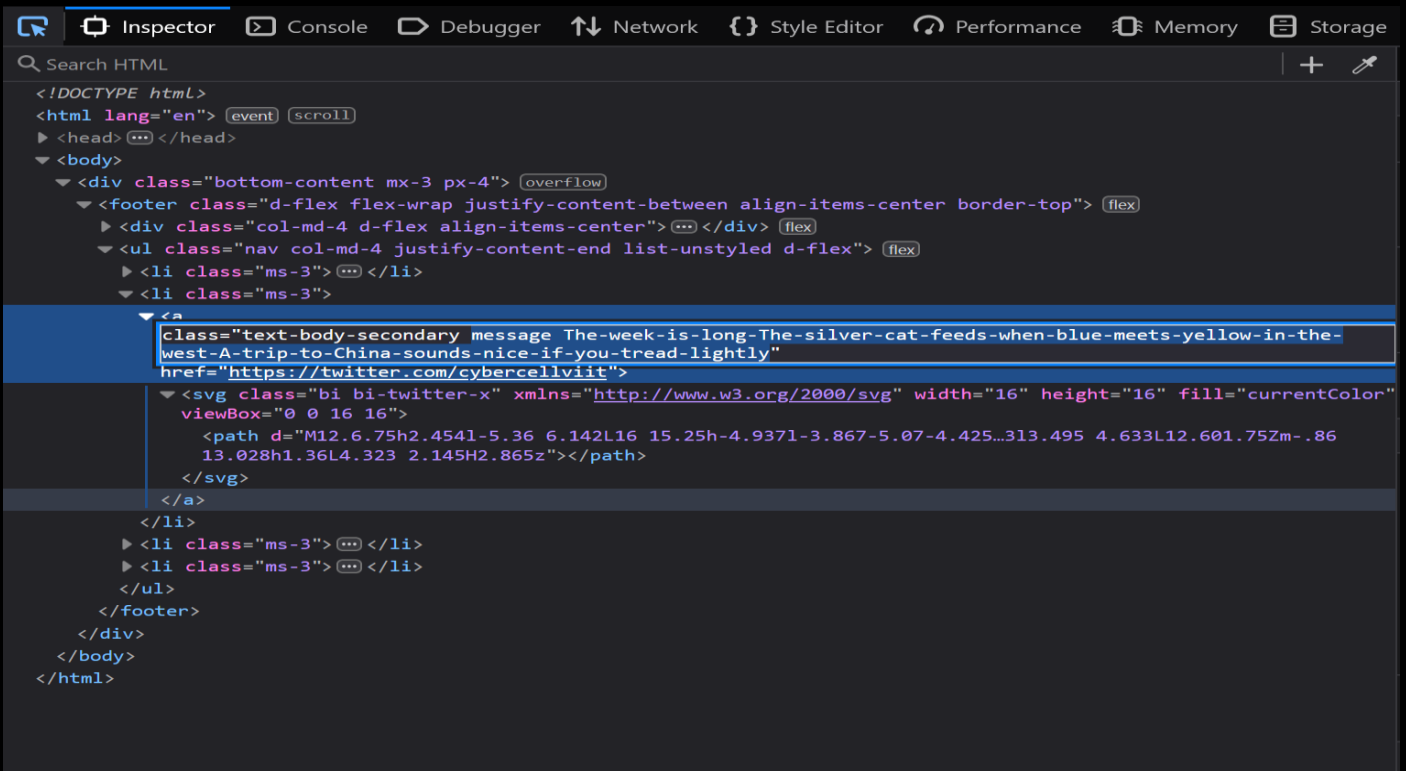 Inspector Console Debugger Network Style Editor Performance Memory Storage
Search HTML
<!DOCTYPE html>
<html lang="en"> event scroll
<head> ••• </head>
<body>
<div class="bottom-content mx-3 px-4"> overflow
<footer class="d-flex flex-wrap justify-content-between align-items-center border-top"> flex
<div class="col-md-4 d-flex align-items-center"> ••• </div> flex
<ul class="nav col-md-4 justify-content-end list-unstyled d-flex"> flex
<li class="ms-3"> ••• </li>
<li class="ms-3">
<a
class="text-body-secondary message The-week-is-long-The-silver-cat-feeds-when-blue-meets-yellow-in-the-
west-A-trip-to-China-sounds-nice-if-you-tread-lightly"
href="https://twitter.com/cybercellviit">
<svg class="bi bi-twitter-x" xmlns="http://www.w3.org/2000/svg" width="16" height="16" fill="currentColor"
viewBox="0 0 16 16">
<path d="M12.6.75h2.454l-5.36 6.142L16 15.25h-4.937l-3.867-5.07-4.425…3l3.495 4.633L12.601.75Zm-.86
13.028h1.36L4.323 2.145H2.865z"></path>
</svg>
</a>
</li>
<li class="ms-3"> ••• </li>
<li class="ms-3"> ••• </li>
</ul>
</footer>
</div>
</body>
</html>